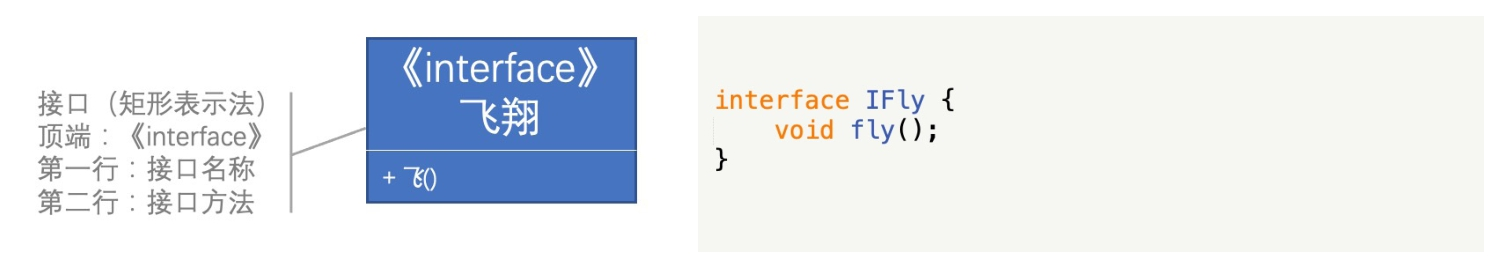 接口（矩形表示法）
顶端：《interface》
第一行：接口名称
第二行：接口方法
《interface》
飞翔
+ 飞()
interface IFly {
    void fly();
}